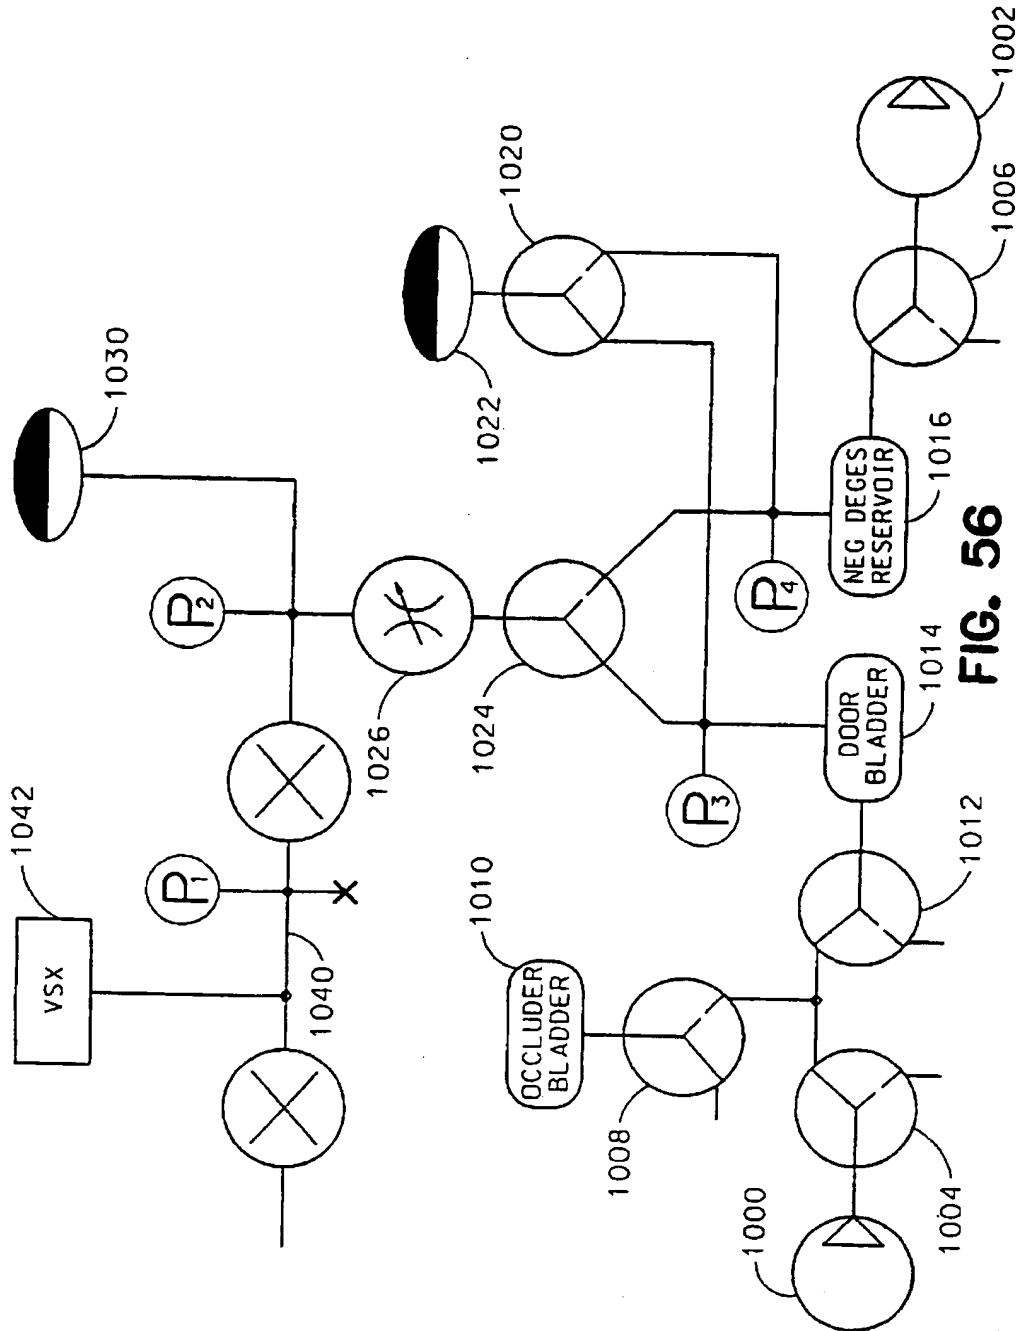 1042
VSX
P1
1040
P2
1030
1026
1024
1022
1020
OCCLUDER
BLADDER
1010
1008
P3
P4
1000
1004
1012
DOOR
BLADDER
1014
NEG DEGES
RESERVOIR
1016
1006
1002
FIG. 56